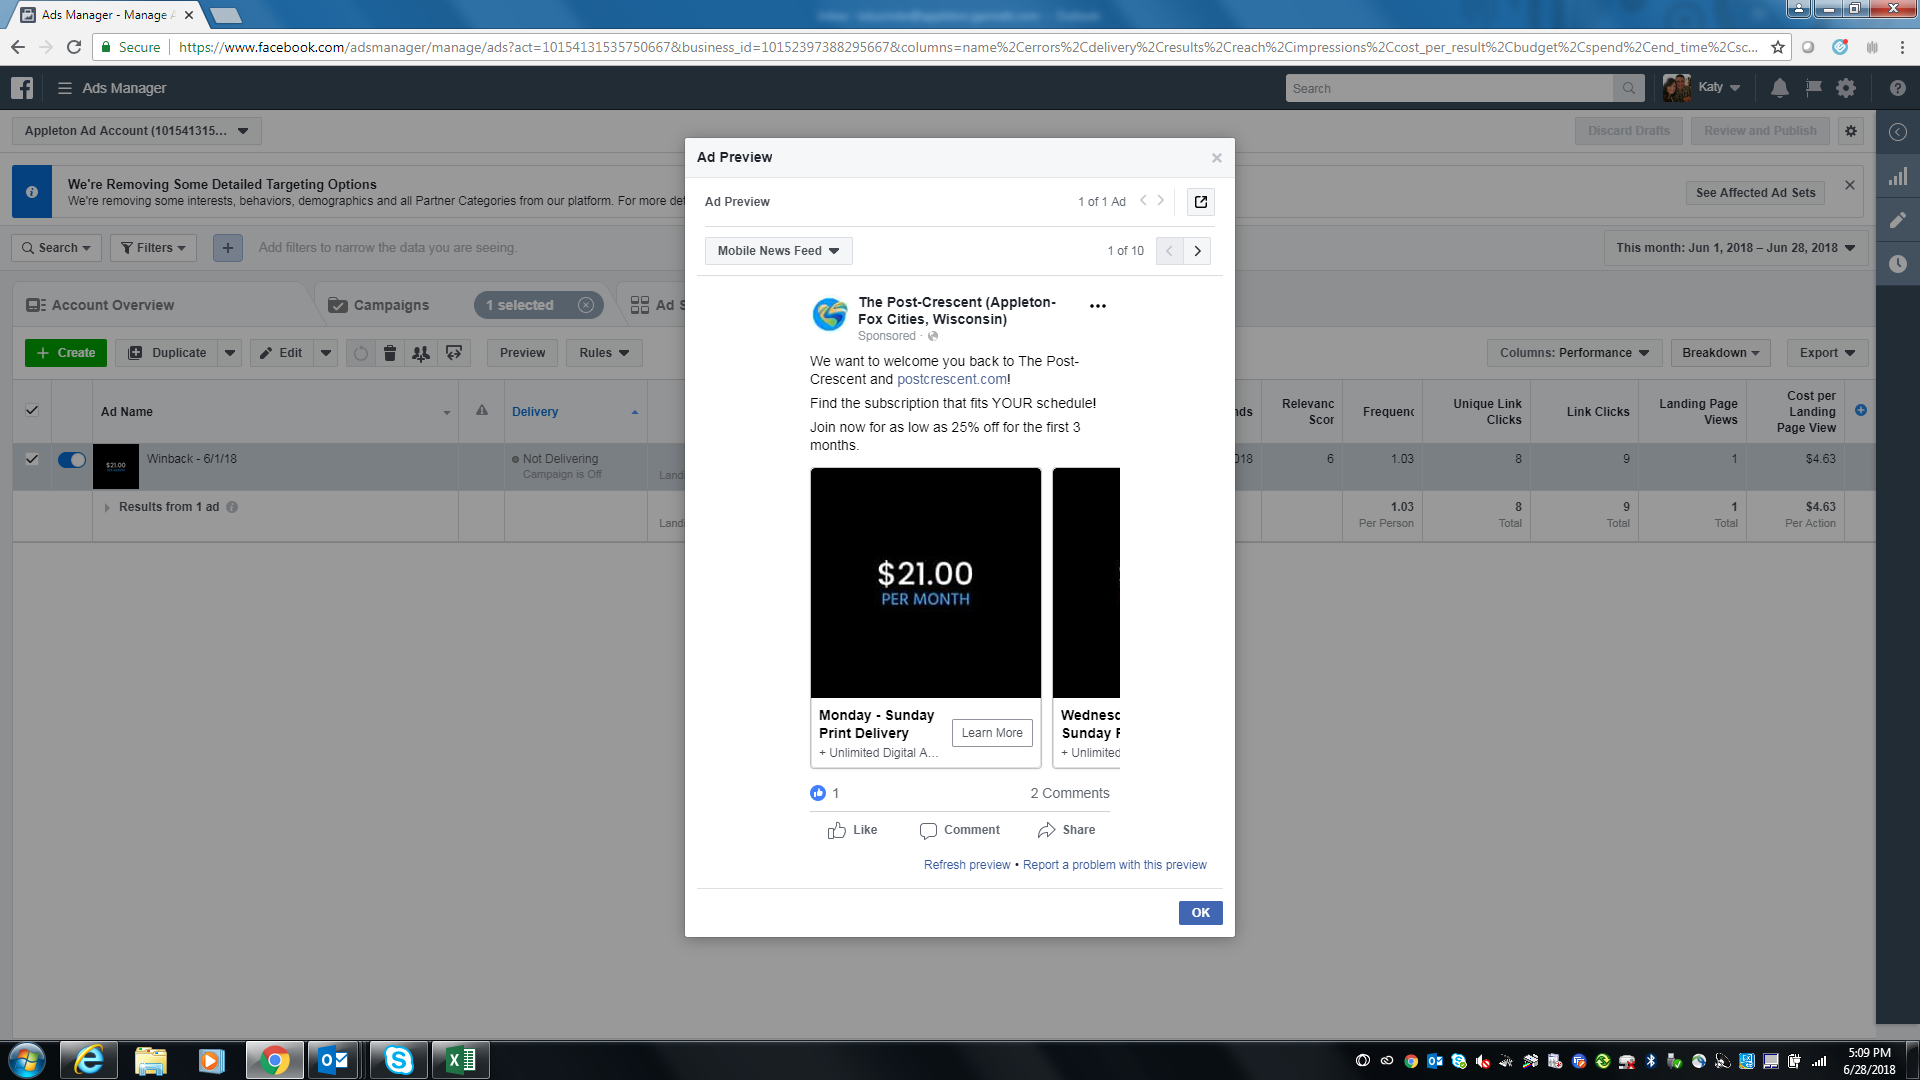 Ads Manager - Manage A
Secure
https://www.facebook.com/adsmanager/manage/ads?act=10154131535750667&business_id=10152397388295667&columns=name%2Cerrors%2Cdelivery%2Cresults%2Creach%2Cimpressions%2Ccost_per_result%2Cbudget%2Cspend%2Cend_time%2Csc...
Ads Manager
Search
Katy
Appleton Ad Account (101541315...
Discard Drafts
Review and Publish
We're Removing Some Detailed Targeting Options
We're removing some interests, behaviors, demographics and all Partner Categories from our platform. For more det
See Affected Ad Sets
Search
Filters
Add filters to narrow the data you are seeing.
This month: Jun 1, 2018 – Jun 28, 2018
Account Overview
Campaigns
1 selected
Ad S
Create
Duplicate
Edit
Preview
Rules
Columns: Performance
Breakdown
Export
Ad Name
Delivery
nds
Relevanc
Scor
Frequenc
Unique Link
Clicks
Link Clicks
Landing Page
Views
Cost per
Landing
Page View
$21.00
Winback - 6/1/18
Not Delivering
Campaign is Off
Landi
018
6
1.03
8
9
1
$4.63
Results from 1 ad
Landi
1.03
Per Person
8
Total
9
Total
1
Total
$4.63
Per Action
Ad Preview
Ad Preview
1 of 1 Ad
Mobile News Feed
1 of 10
The Post-Crescent (Appleton-
Fox Cities, Wisconsin)
Sponsored ·
We want to welcome you back to The Post-
Crescent and postcrescent.com!
Find the subscription that fits YOUR schedule!
Join now for as low as 25% off for the first 3
months.
$21.00
PER MONTH
Monday - Sunday
Print Delivery
+ Unlimited Digital A...
Learn More
Wednesd
Sunday P
+ Unlimited
1
2 Comments
Like
Comment
Share
Refresh preview • Report a problem with this preview
OK
5:09 PM
6/28/2018